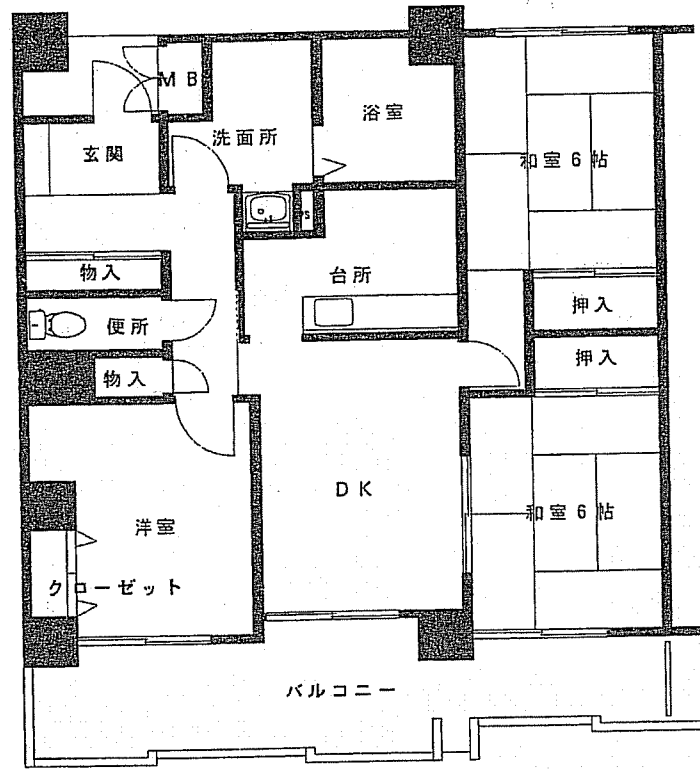 ＭＢ
浴室
洗面所
玄関
和室６帖
PS
物入
台所
便所
押入
物入
押入
ＤＫ
洋室
和室６帖
クローゼット
バルコニー